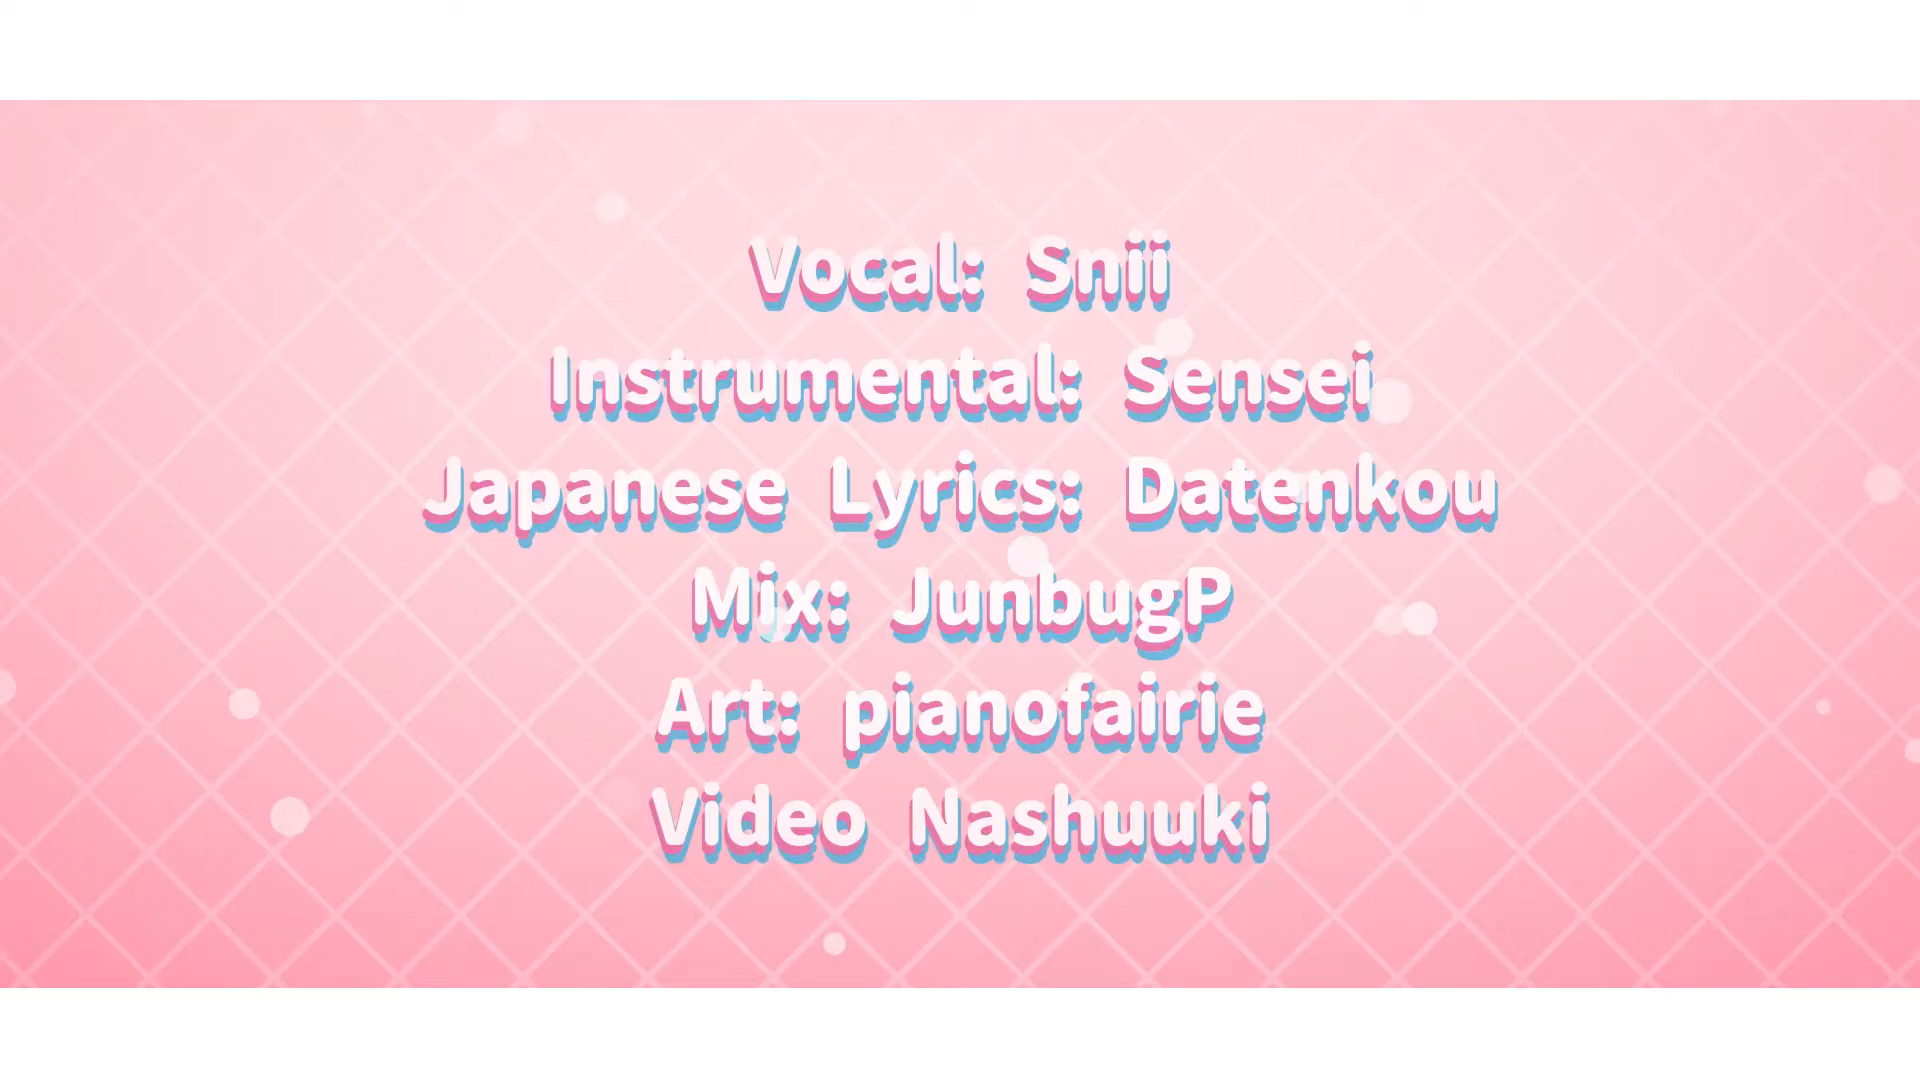 Vocal: Snii
Instrumental: Sensei
Japanese Lyrics: Datenkou
Mix: JunbugP
Art: pianofairie
Video Nashuuki